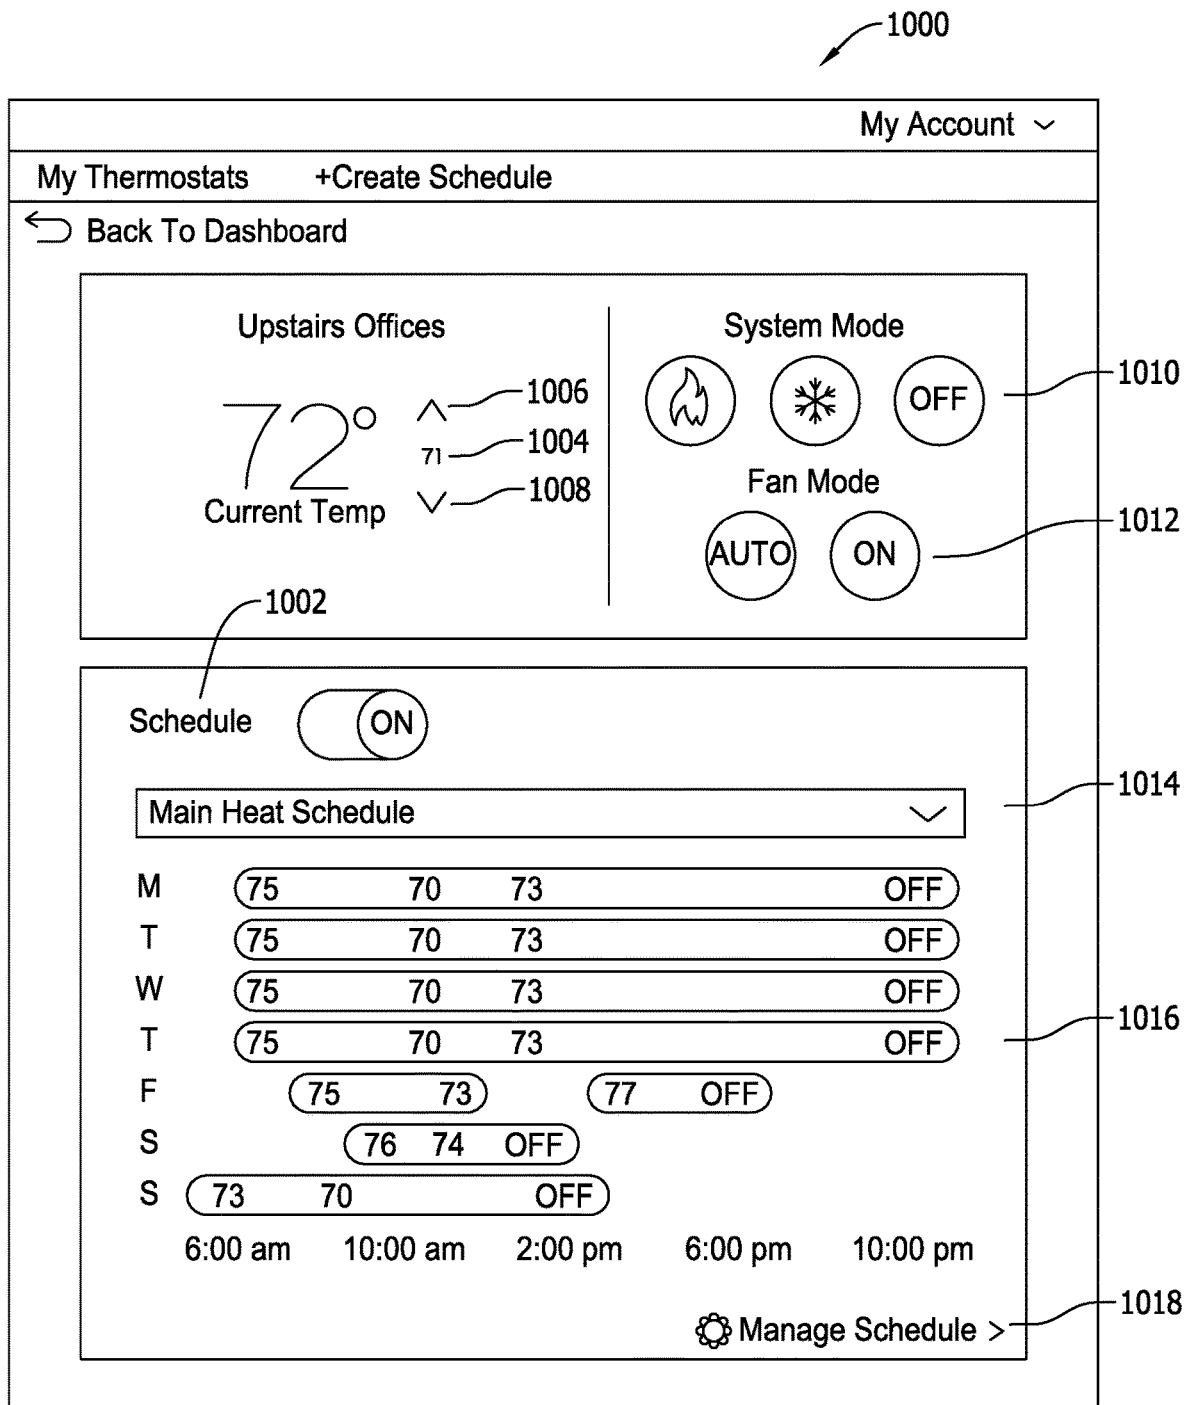 1000
My Account
My Thermostats +Create Schedule
Back To Dashboard
Upstairs Offices
72°
Current Temp
1006
71
1004
1008
System Mode
OFF
1010
Fan Mode
AUTO ON
1012
1002
Schedule ON
Main Heat Schedule
1014
M 75 70 73 OFF
T 75 70 73 OFF
W 75 70 73 OFF
T 75 70 73 OFF
1016
F 75 73 77 OFF
S 76 74 OFF
S 73 70 OFF
6:00 am 10:00 am 2:00 pm 6:00 pm 10:00 pm
Manage Schedule >
1018